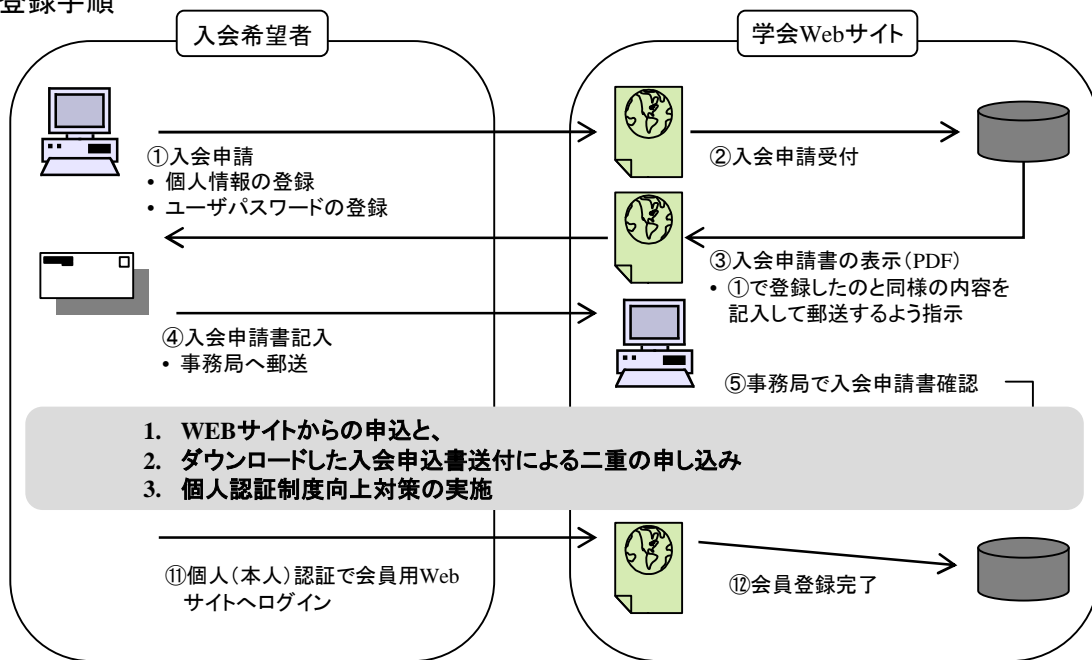 登録手順
入会希望者
学会Webサイト
①入会申請
• 個人情報の登録
• ユーザパスワードの登録
②入会申請受付
③入会申請書の表示(PDF)
• ①で登録したのと同様の内容を
記入して郵送するよう指示
④入会申請書記入
• 事務局へ郵送
⑤事務局で入会申請書確認
1. WEBサイトからの申込と、
2. ダウンロードした入会申込書送付による二重の申し込み
3. 個人認証制度向上対策の実施
⑪個人(本人)認証で会員用Web
サイトへログイン
⑫会員登録完了